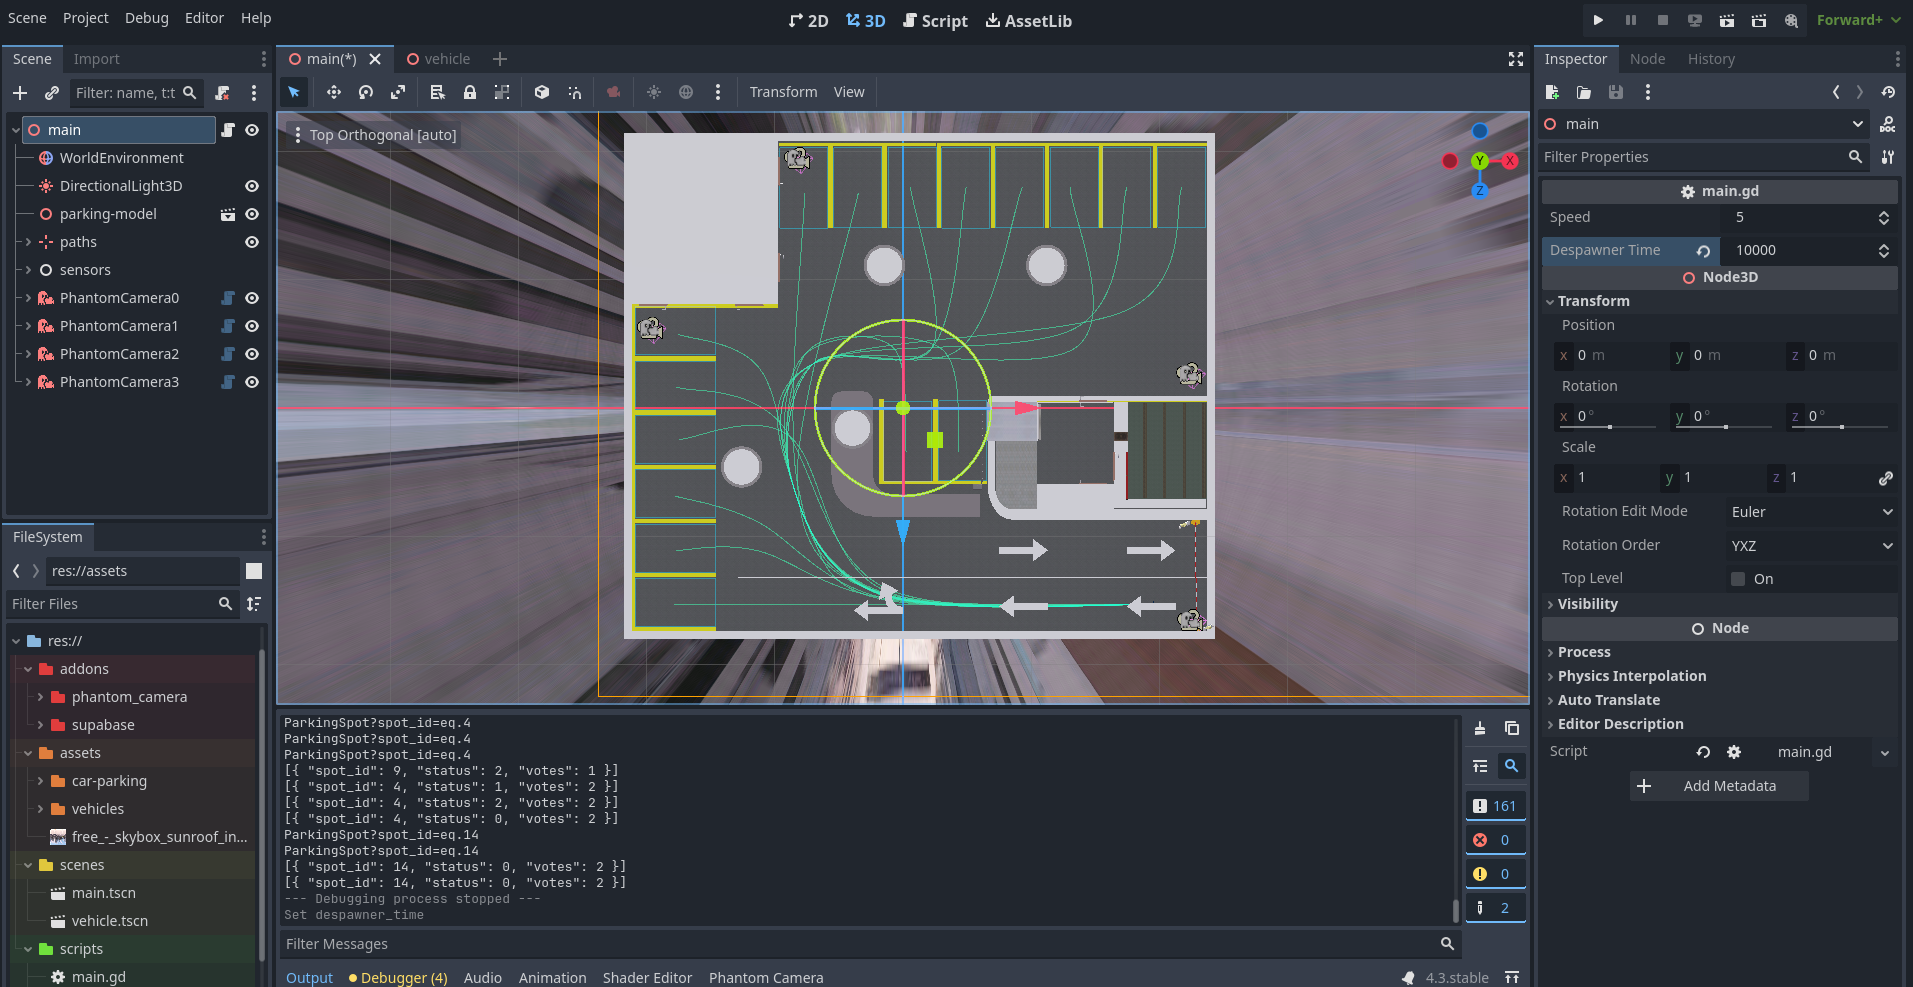 Scene Project Debug Editor Help
2D 3D Script AssetLib
Forward+
Scene Import
Filter: name, t:t
main
WorldEnvironment
DirectionalLight3D
parking-model
paths
sensors
PhantomCamera0
PhantomCamera1
PhantomCamera2
PhantomCamera3
FileSystem
res://assets
Filter Files
res://
addons
phantom_camera
supabase
assets
car-parking
vehicles
free_-_skybox_sunroof_in...
scenes
main.tscn
vehicle.tscn
scripts
main.gd
main(*) vehicle
Transform View
Top Orthogonal [auto]
Y X
Z
ParkingSpot?spot_id=eq.4
ParkingSpot?spot_id=eq.4
ParkingSpot?spot_id=eq.4
[{ "spot_id": 9, "status": 2, "votes": 1 }]
[{ "spot_id": 4, "status": 1, "votes": 2 }]
[{ "spot_id": 4, "status": 2, "votes": 2 }]
[{ "spot_id": 4, "status": 0, "votes": 2 }]
ParkingSpot?spot_id=eq.14
ParkingSpot?spot_id=eq.14
[{ "spot_id": 14, "status": 0, "votes": 2 }]
[{ "spot_id": 14, "status": 0, "votes": 2 }]
--- Debugging process stopped ---
Set despawner_time
161
0
0
2
Filter Messages
Output Debugger (4) Audio Animation Shader Editor Phantom Camera
4.3.stable
Inspector Node History
main
DOC
Filter Properties
main.gd
Speed 5
Despawner Time 10000
Node3D
Transform
Position
x 0 m y 0 m z 0 m
Rotation
x 0° y 0° z 0°
Scale
x 1 y 1 z 1
Rotation Edit Mode Euler
Rotation Order YXZ
Top Level On
Visibility
Node
Process
Physics Interpolation
Auto Translate
Editor Description
Script main.gd
Add Metadata